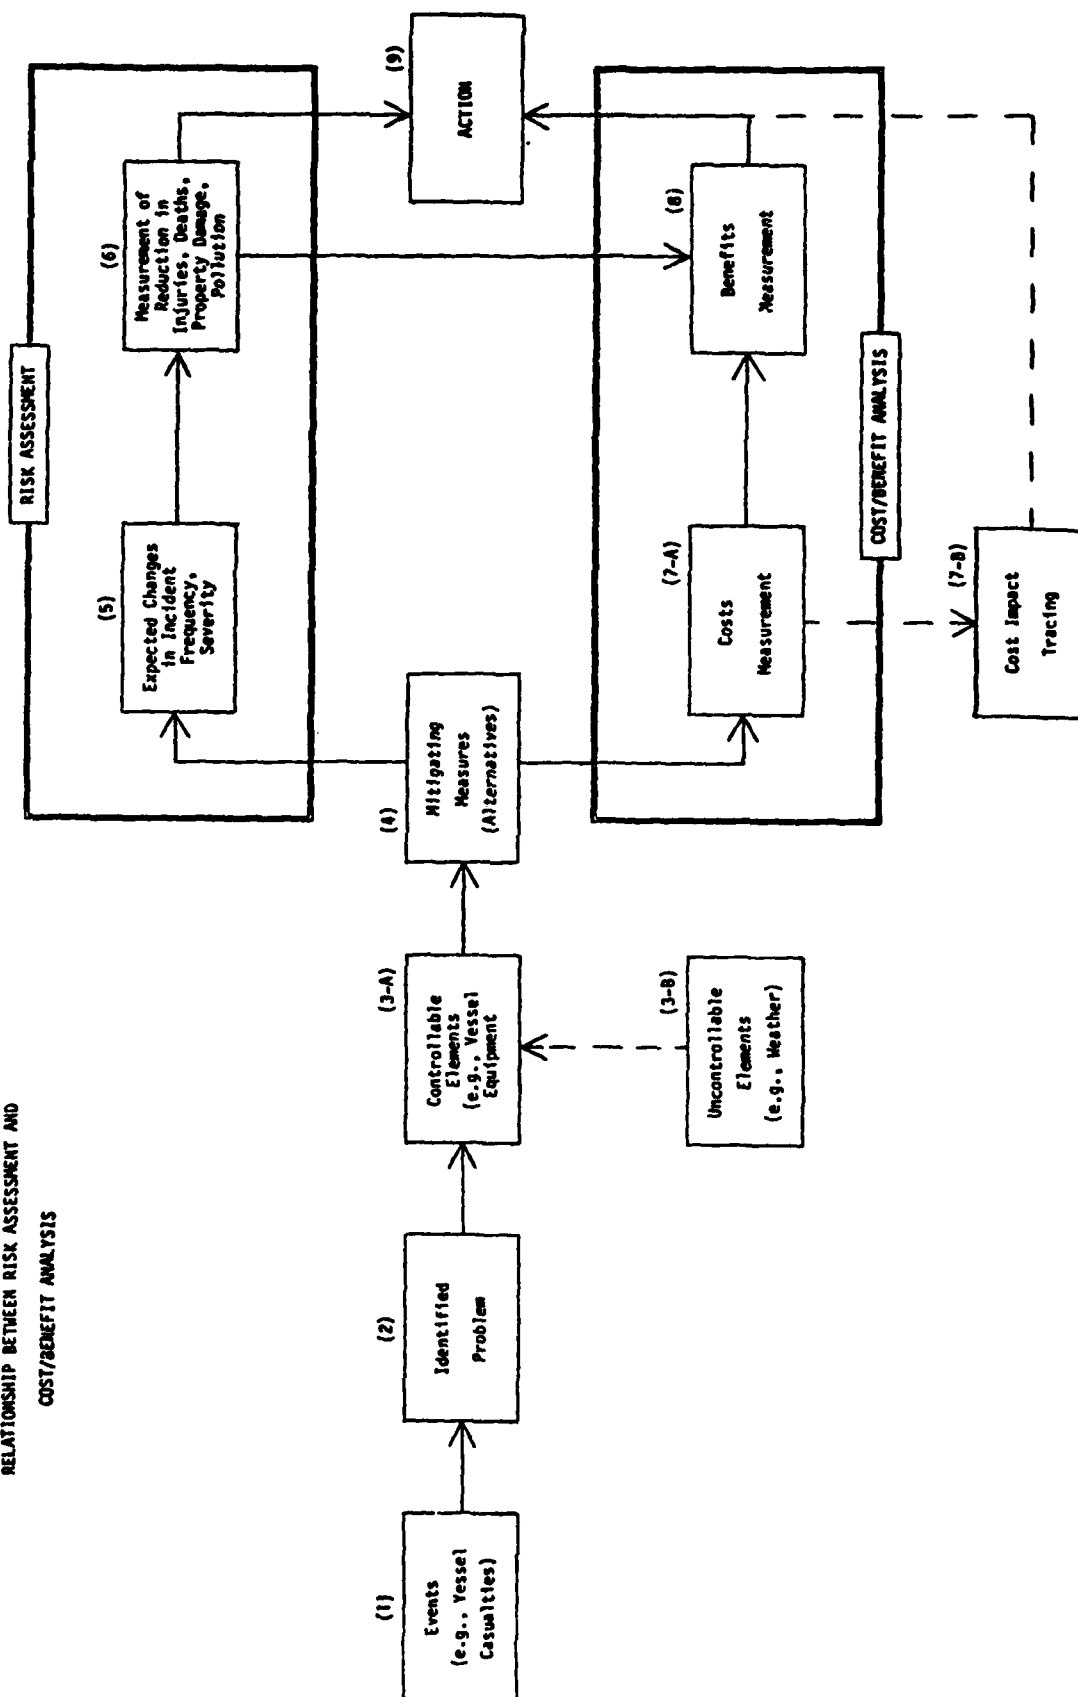 RELATIONSHIP BETWEEN RISK ASSESSMENT AND
COST/BENEFIT ANALYSIS
(1)
Events
(e.g., Vessel
Casualties)
(2)
Identified
Problem
(3-A)
Controllable
Elements
(e.g., Vessel
Equipment
(3-B)
Uncontrollable
Elements
(e.g., Weather)
(4)
Mitigating
Measures
(Alternatives)
RISK ASSESSMENT
(5)
Expected Changes
in Incident
Frequency,
Severity
(6)
Measurement of
Reduction in
Injuries, Deaths,
Property Damage,
Pollution
(7-A)
Costs
Measurement
(8)
Benefits
Measurement
COST/BENEFIT ANALYSIS
(7-B)
Cost Impact
Tracing
(9)
ACTION